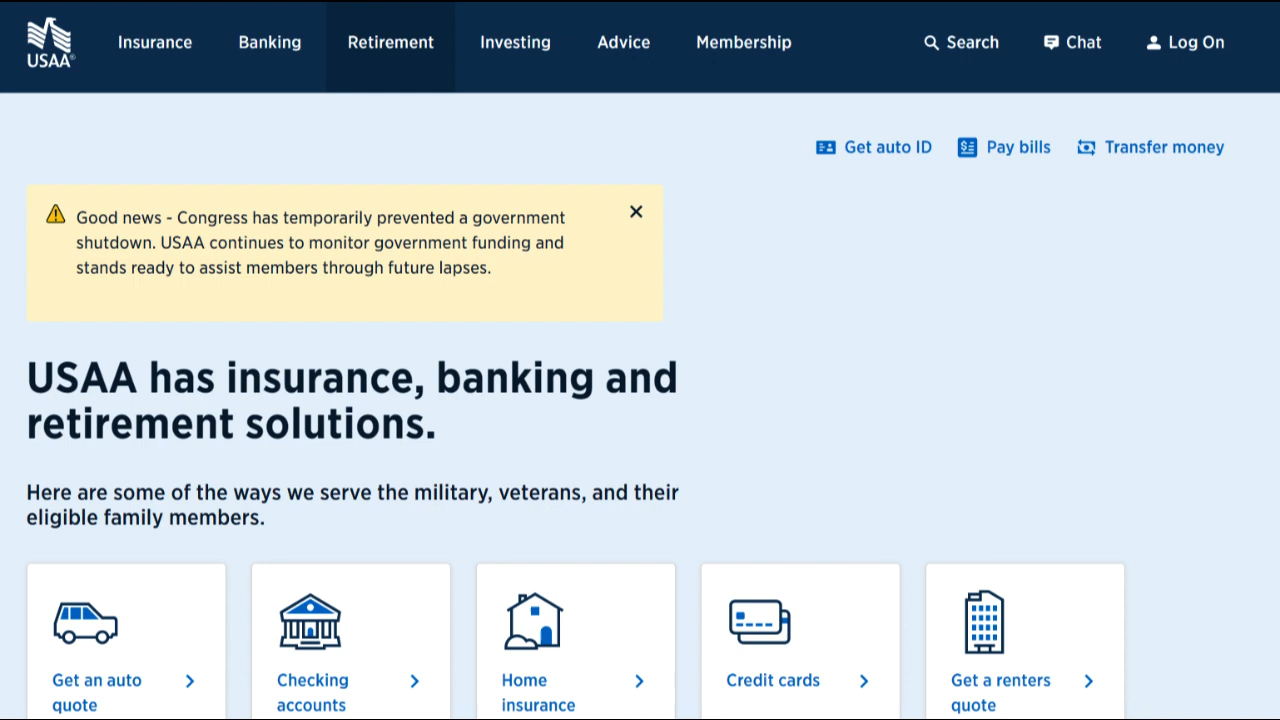 USAA®
Insurance
Banking
Retirement
Investing
Advice
Membership
Search
Chat
Log On
Get auto ID
Pay bills
Transfer money
Good news - Congress has temporarily prevented a government
shutdown. USAA continues to monitor government funding and
stands ready to assist members through future lapses.
USAA has insurance, banking and
retirement solutions.
Here are some of the ways we serve the military, veterans, and their
eligible family members.
Get an auto
quote
Checking
accounts
Home
insurance
Credit cards
Get a renters
quote